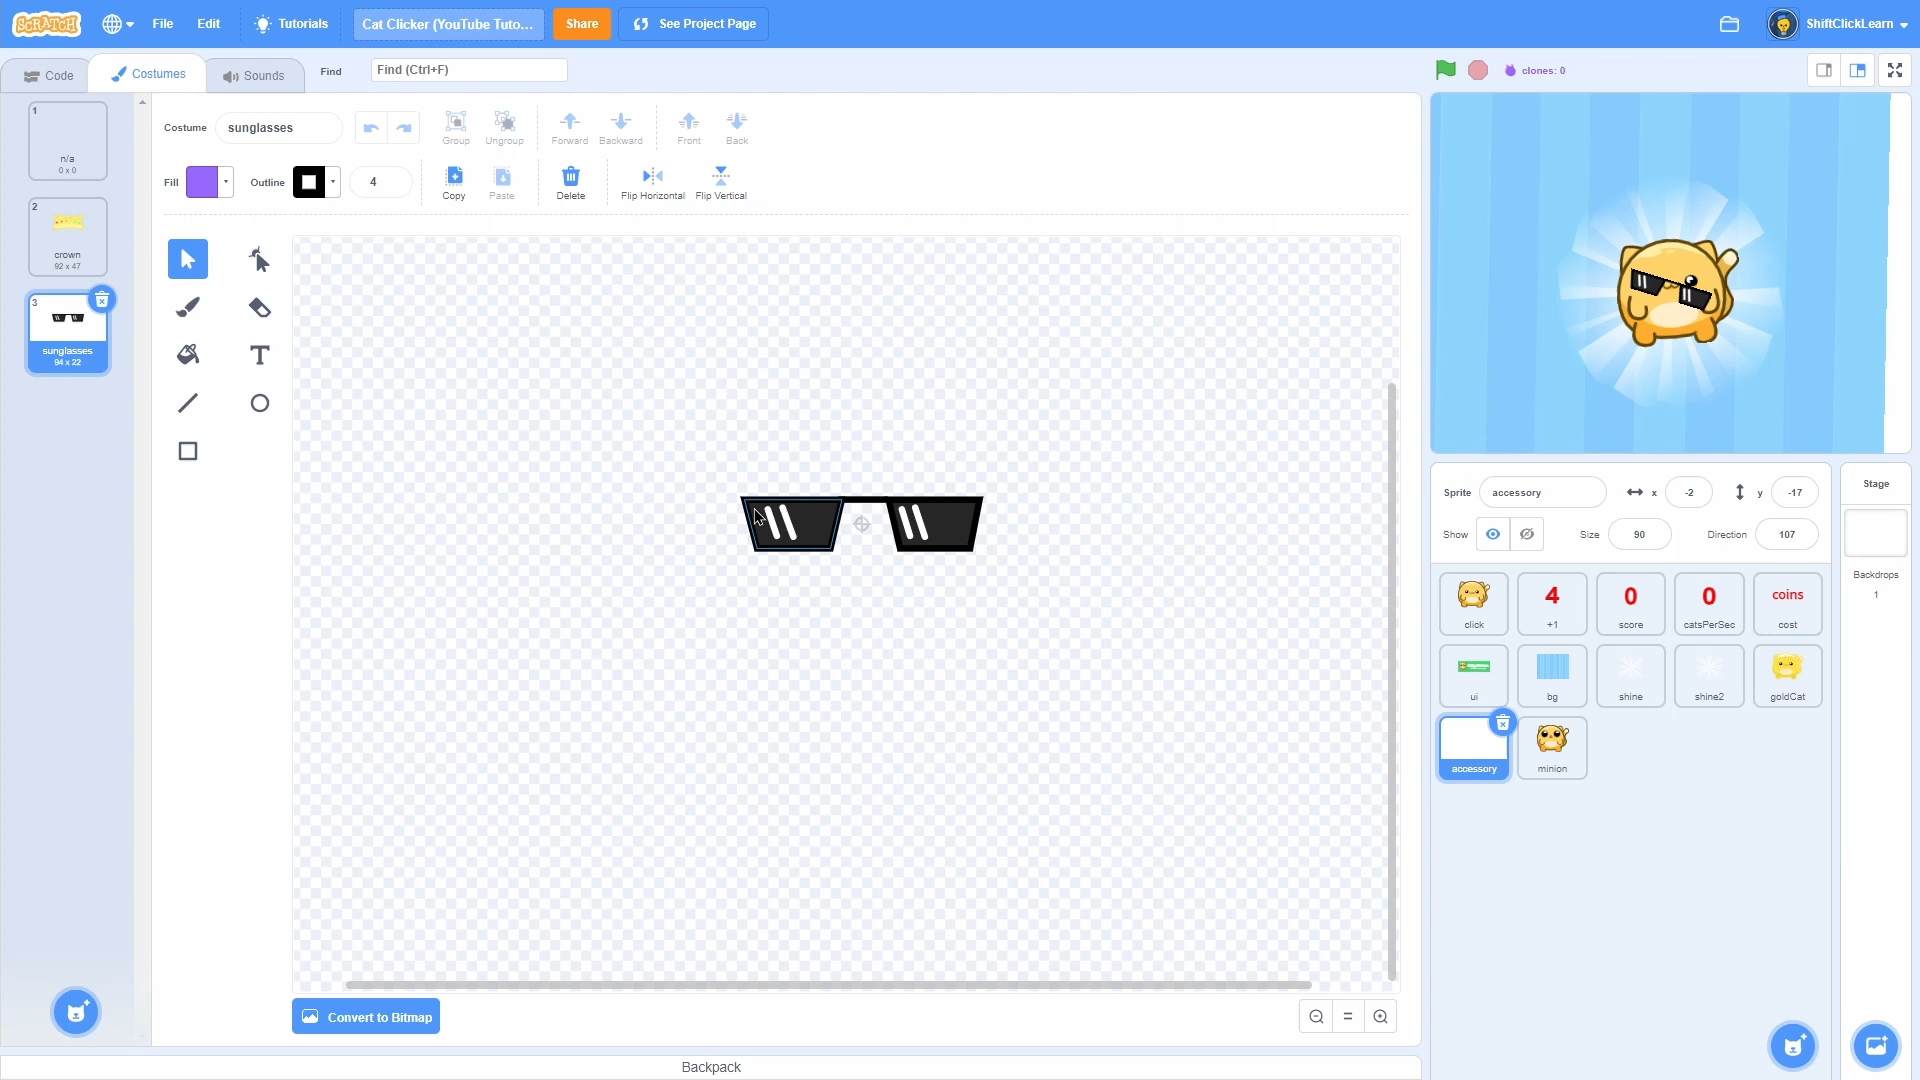 SCRATCH
File
Edit
Tutorials
Cat Clicker (YouTube Tuto...
Share
See Project Page
ShiftClickLearn
Code
Costumes
Sounds
Find
Find (Ctrl+F)
clones: 0
1
n/a
0 x 0
2
crown
92 x 47
3
sunglasses
94 x 22
Costume
sunglasses
Group
Ungroup
Forward
Backward
Front
Back
Fill
Outline
4
Copy
Paste
Delete
Flip Horizontal
Flip Vertical
T
Convert to Bitmap
Backpack
Sprite
accessory
x
-2
y
-17
Show
Size
90
Direction
107
Stage
Backdrops
1
click
4
+1
0
score
0
catsPerSec
coins
cost
ui
bg
shine
shine2
goldCat
accessory
minion